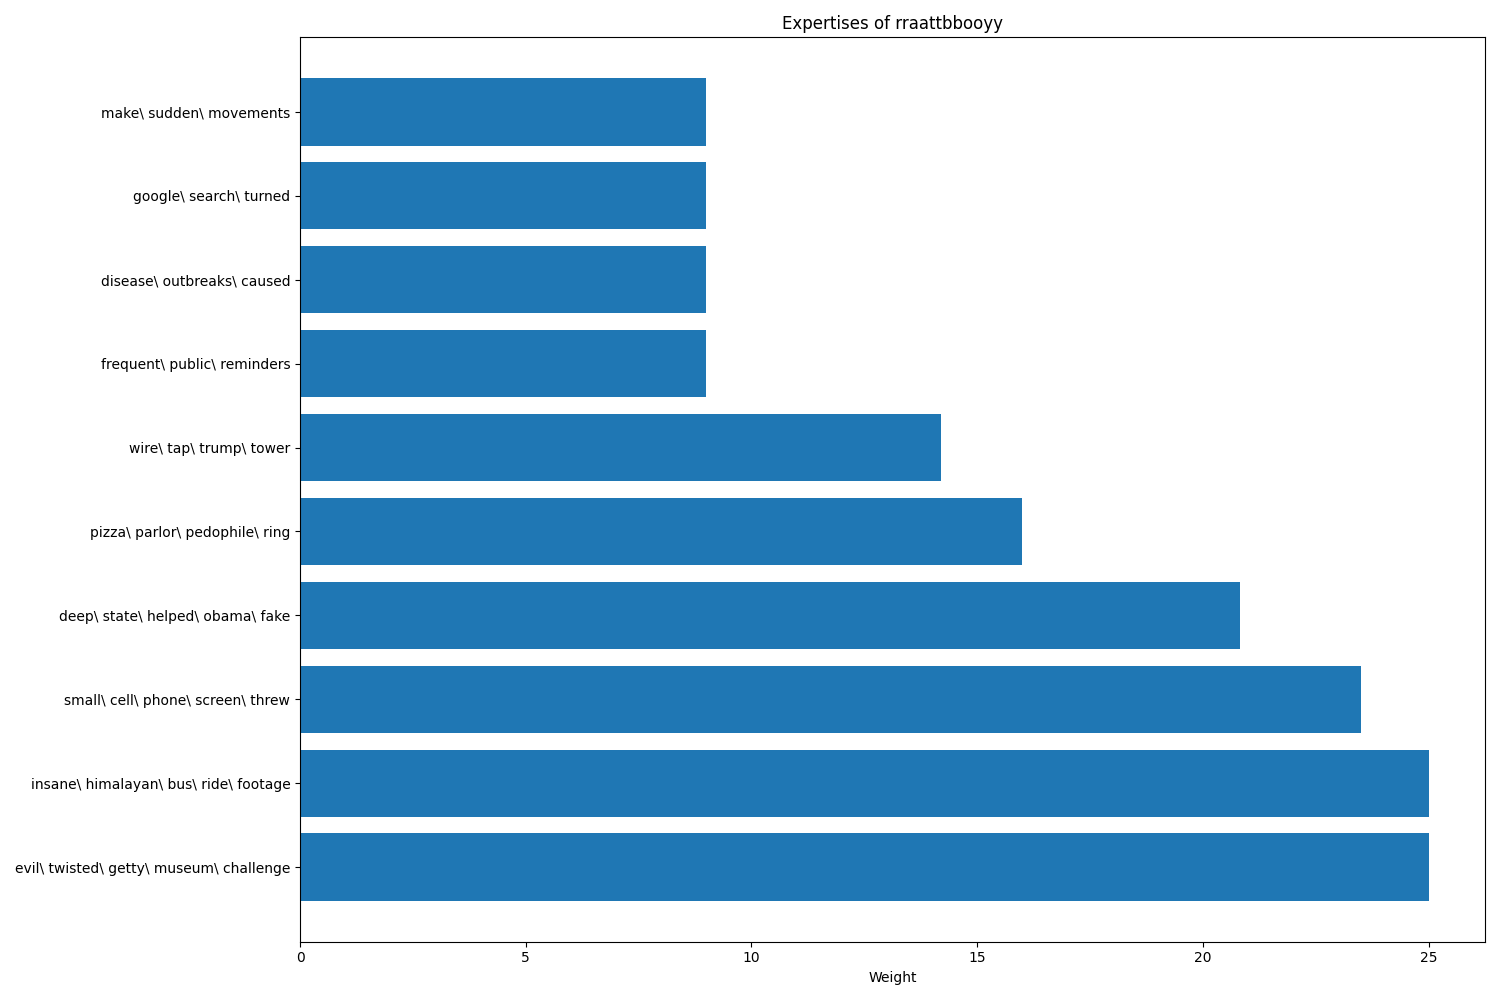 Expertises of rraattbbooyy
make\ sudden\ movements
google\ search\ turned
disease\ outbreaks\ caused
frequent\ public\ reminders
wire\ tap\ trump\ tower
pizza\ parlor\ pedophile\ ring
deep\ state\ helped\ obama\ fake
small\ cell\ phone\ screen\ threw
insane\ himalayan\ bus\ ride\ footage
evil\ twisted\ getty\ museum\ challenge
0 5 10 15 20 25
Weight